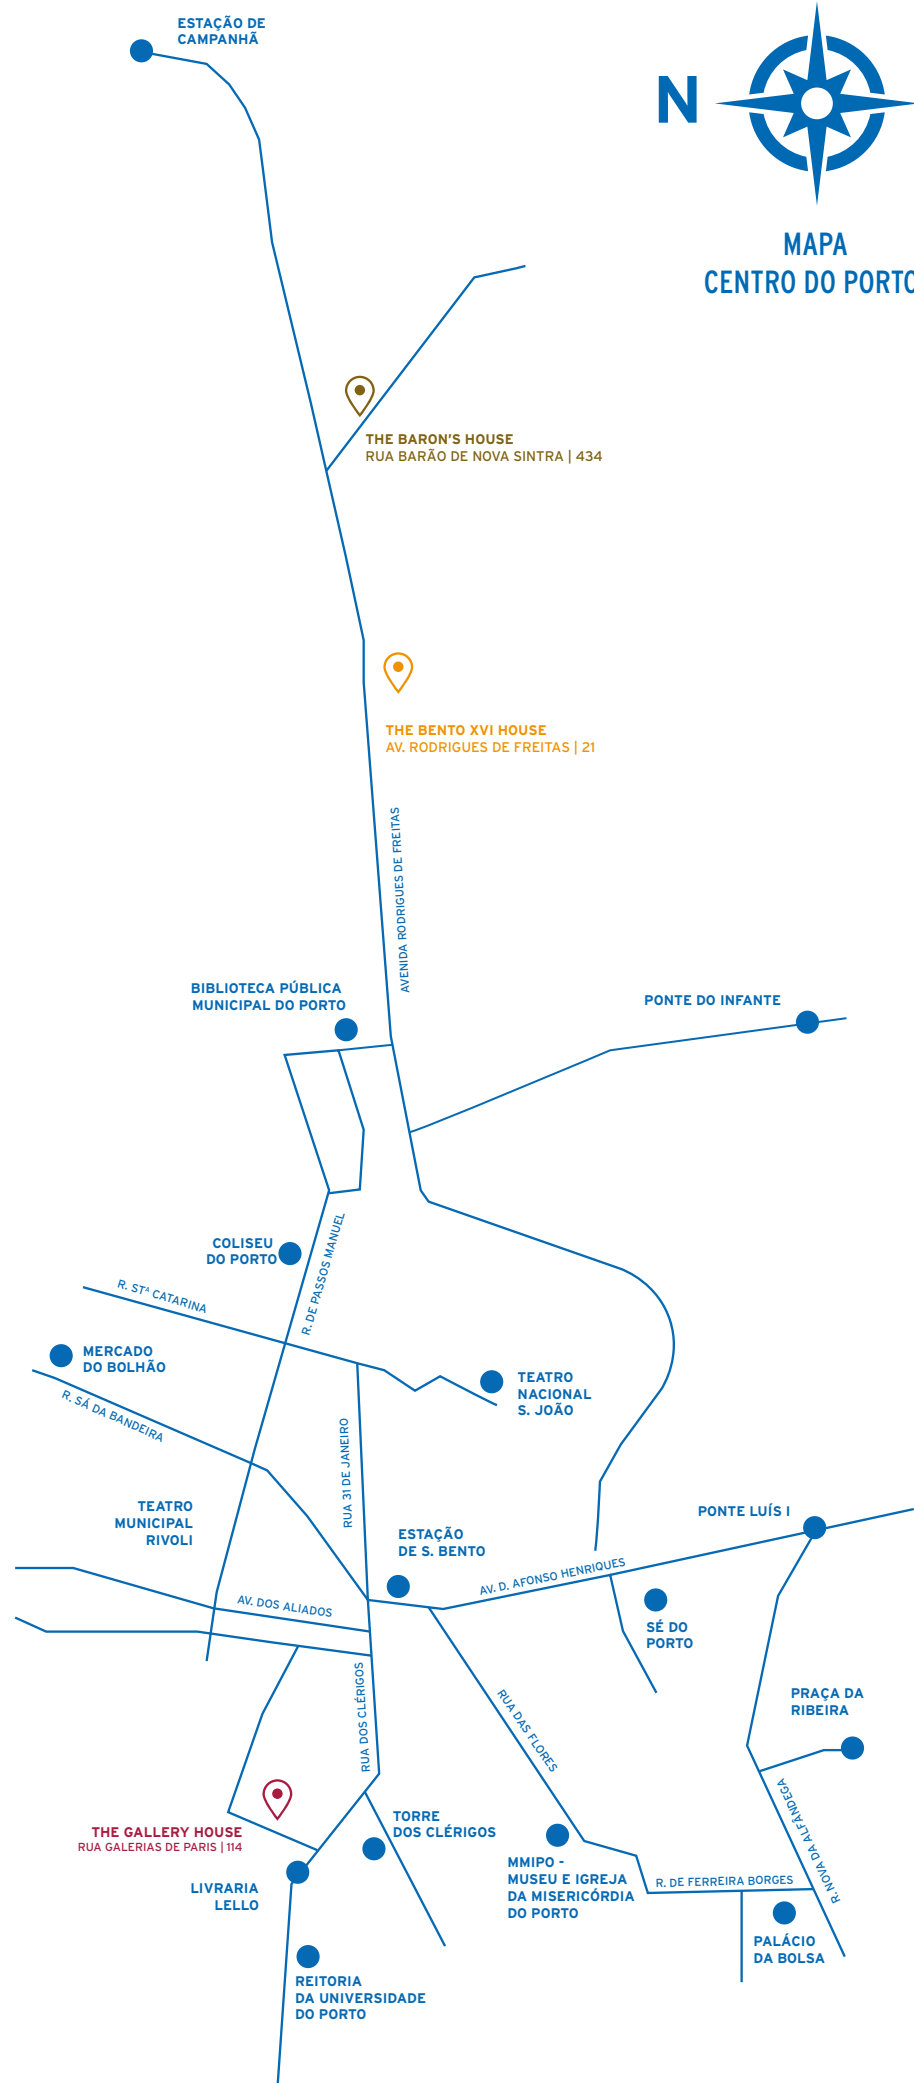 ESTAÇÃO DE
CAMPANHÃ
N
MAPA
CENTRO DO PORTO
THE BARON'S HOUSE
RUA BARÃO DE NOVA SINTRA | 434
THE BENTO XVI HOUSE
AV. RODRIGUES DE FREITAS | 21
AVENIDA RODRIGUES DE FREITAS
BIBLIOTECA PÚBLICA
MUNICIPAL DO PORTO
PONTE DO INFANTE
COLISEU
DO PORTO
R. DE PASSOS MANUEL
R. STª CATARINA
MERCADO
DO BOLHÃO
R. SÁ DA BANDEIRA
TEATRO
NACIONAL
S. JOÃO
RUA 31 DE JANEIRO
TEATRO
MUNICIPAL
RIVOLI
ESTAÇÃO
DE S. BENTO
PONTE LUÍS I
AV. D. AFONSO HENRIQUES
AV. DOS ALIADOS
SÉ DO
PORTO
RUA DOS CLÉRIGOS
RUA DAS FLORES
PRAÇA DA
RIBEIRA
R. NOVA DA ALFÂNDEGA
THE GALLERY HOUSE
RUA GALERIAS DE PARIS | 114
TORRE
DOS CLÉRIGOS
LIVRARIA
LELLO
MMIPO -
MUSEU E IGREJA
DA MISERICÓRDIA
DO PORTO
R. DE FERREIRA BORGES
PALÁCIO
DA BOLSA
REITORIA
DA UNIVERSIDADE
DO PORTO